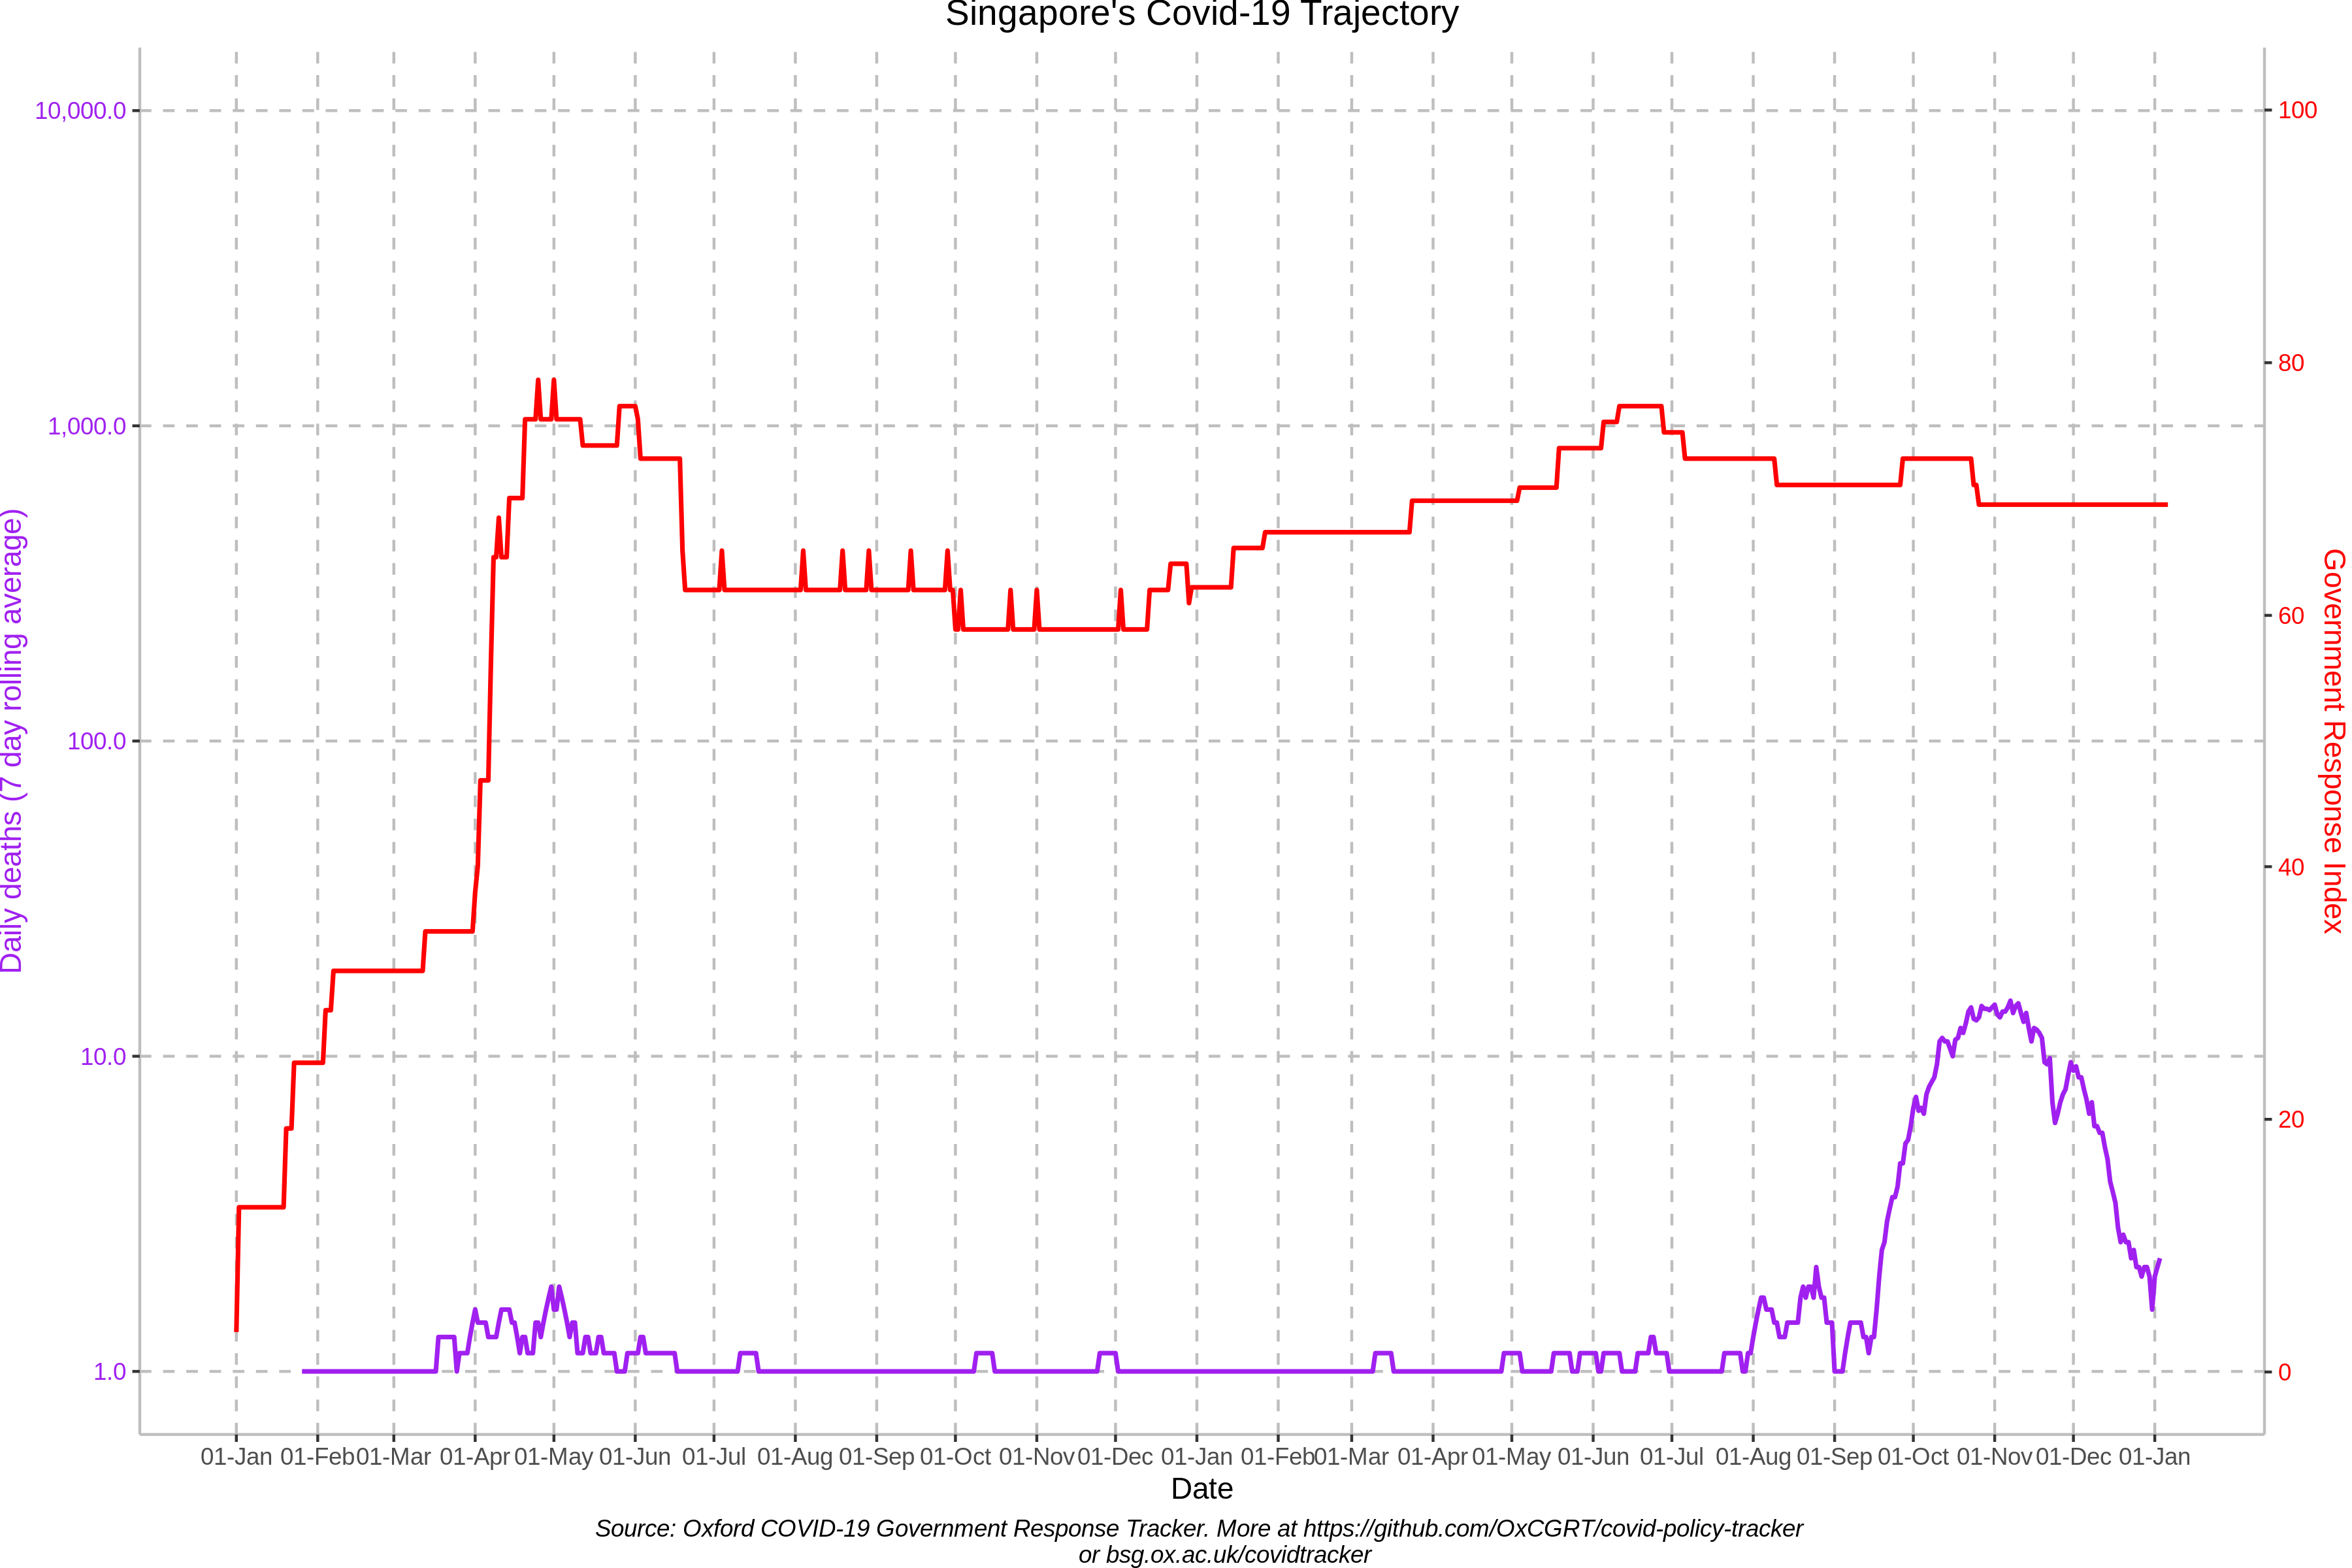 Singapore's Covid-19 Trajectory
10,000.0
1,000.0
100.0
10.0
1.0
Daily deaths (7 day rolling average)
100
80
60
40
20
0
Government Response Index
01-Jan 01-Feb 01-Mar 01-Apr 01-May 01-Jun 01-Jul 01-Aug 01-Sep 01-Oct 01-Nov 01-Dec 01-Jan 01-Feb 01-Mar 01-Apr 01-May 01-Jun 01-Jul 01-Aug 01-Sep 01-Oct 01-Nov 01-Dec 01-Jan
Date
Source: Oxford COVID-19 Government Response Tracker. More at https://github.com/OxCGRT/covid-policy-tracker
or bsg.ox.ac.uk/covidtracker